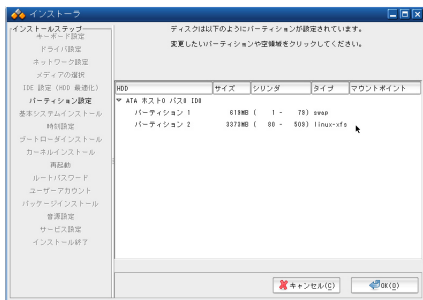 インストーラ
インストールステップ
キーボード設定
ドライバ設定
ネットワーク設定
メディアの選択
IDE 設定 (HDD 最適化)
パーティション設定
基本システムインストール
時刻設定
ブートローダインストール
カーネルインストール
再起動
ルートパスワード
ユーザーアカウント
パッケージインストール
音源設定
サービス設定
インストール終了
ディスクは以下のようにパーティションが設定されています。
変更したいパーティションや空領域をクリックしてください。
HDD サイズ シリンダ タイプ マウントポイント
ATA ホスト0 バス0 ID0
パーティション 1 619MB ( 1 - 79) swap
パーティション 2 3373MB ( 80 - 509) linux-xfs
キャンセル(C) OK(O)